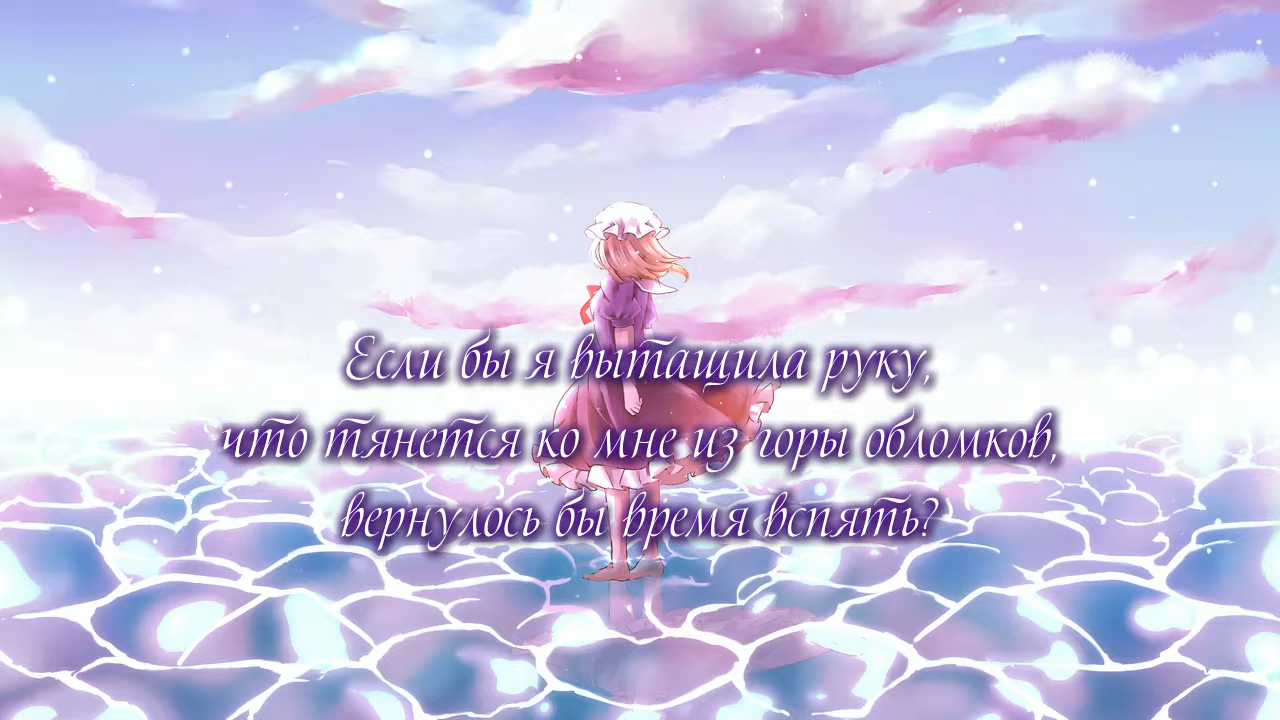 Если бы я вытащила руку,
что тянется ко мне из горы обломков,
вернулось бы время вспять?